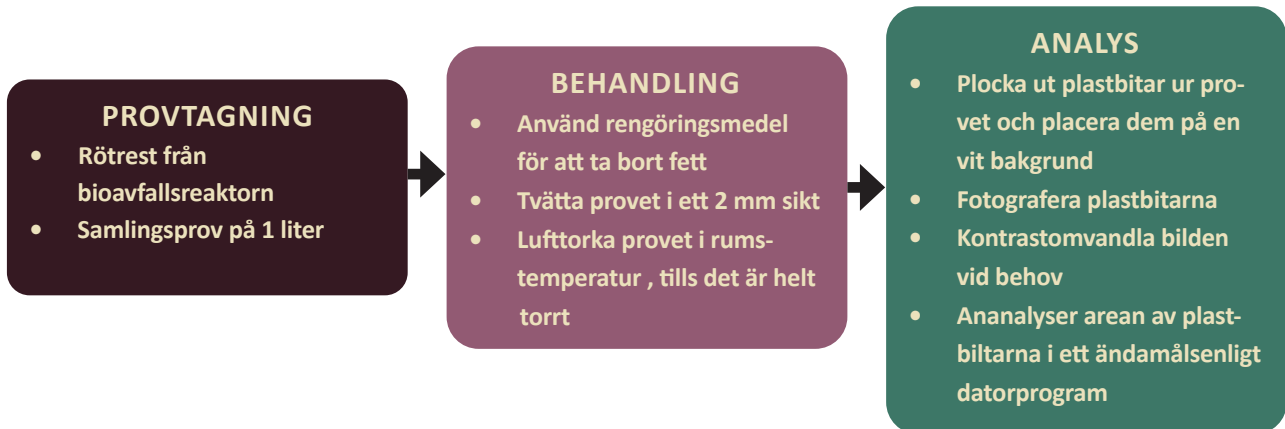 PROVTAGNING
• Rötrest från
bioavfallsreaktorn
• Samlingsprov på 1 liter
BEHANDLING
• Använd rengöringsmedel
för att ta bort fett
• Tvätta provet i ett 2 mm sikt
• Lufttorka provet i rums-
temperatur , tills det är helt
torrt
ANALYS
• Plocka ut plastbitar ur pro-
vet och placera dem på en
vit bakgrund
• Fotografera plastbitarna
• Kontrastomvandla bilden
vid behov
• Ananalyser arean av plast-
biltarna i ett ändamålsenligt
datorprogram